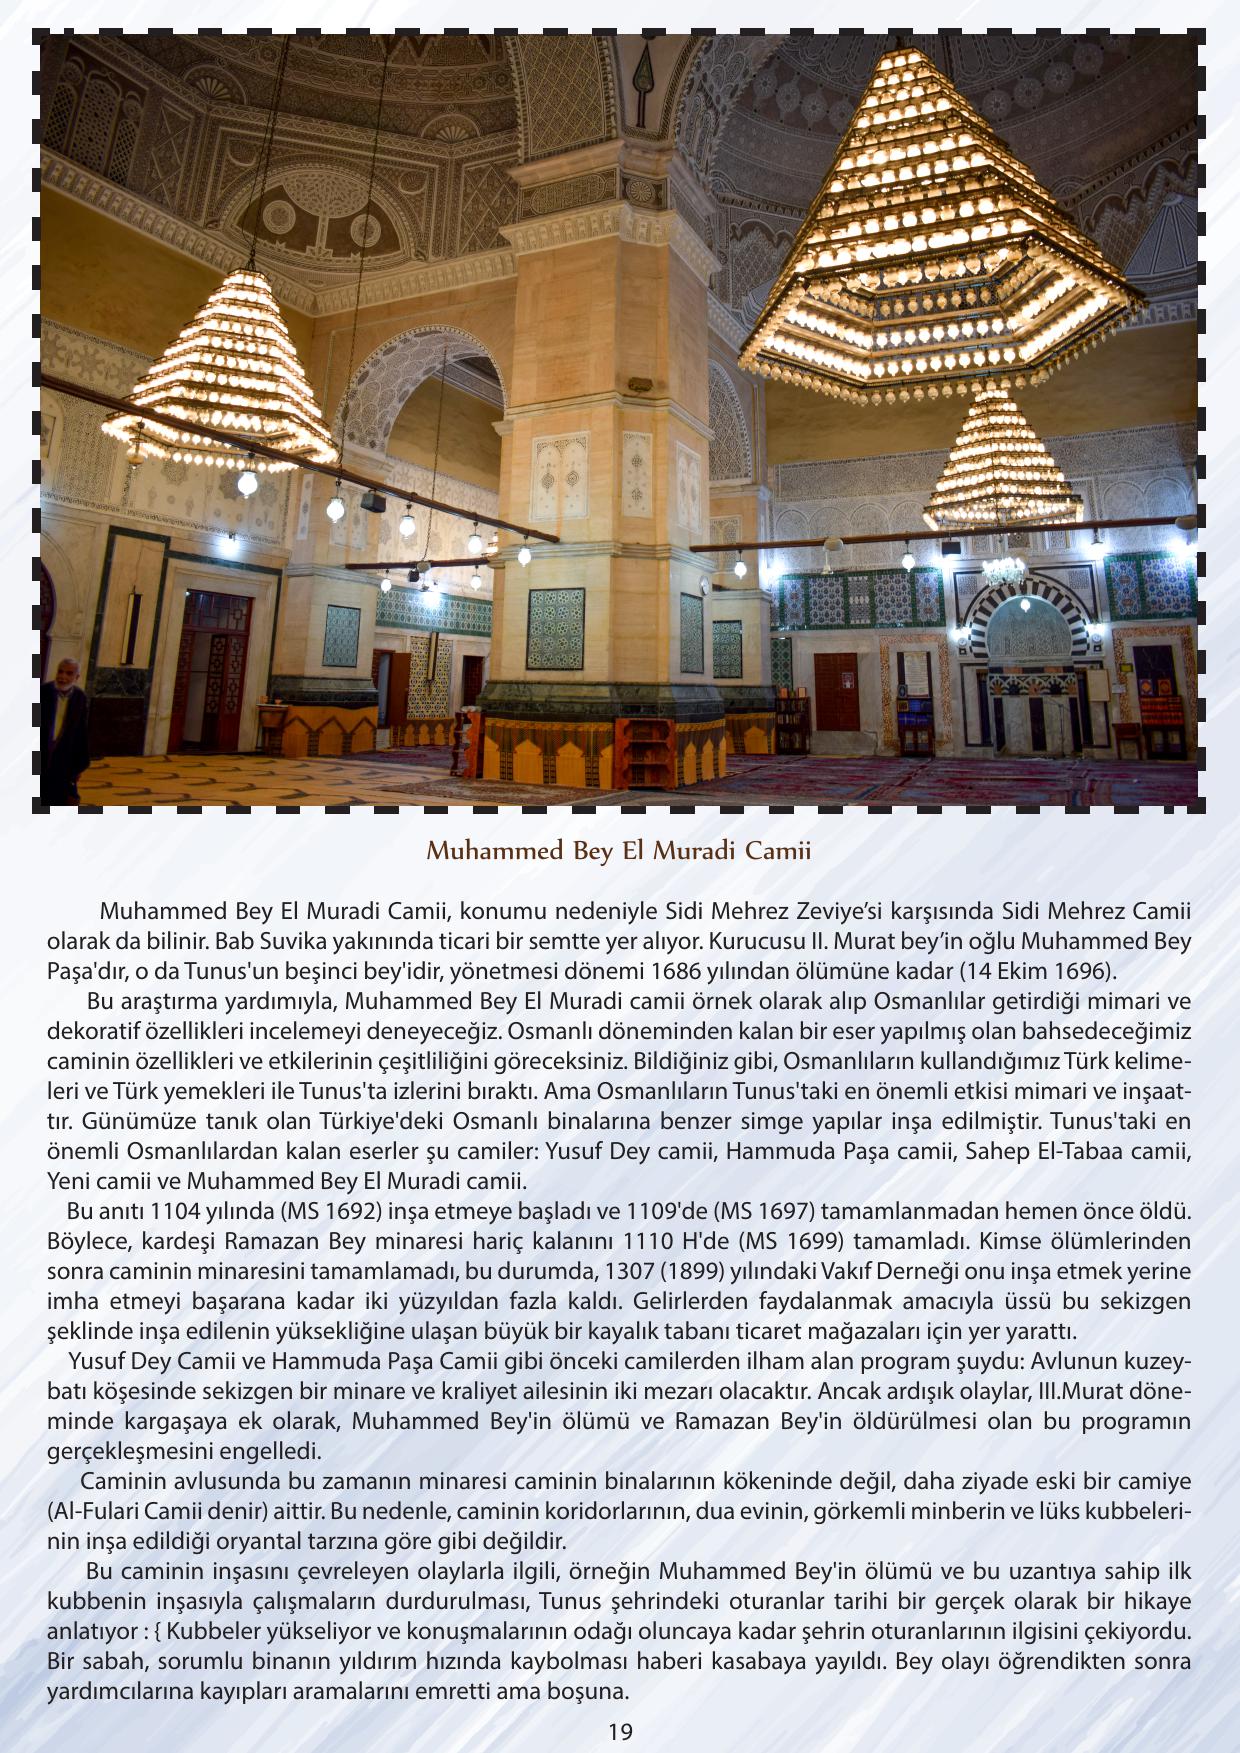 Muhammed Bey El Muradi Camii
Muhammed Bey El Muradi Camii, konumu nedeniyle Sidi Mehrez Zeviye’si karşısında Sidi Mehrez Camii
olarak da bilinir. Bab Suvika yakınında ticari bir semtte yer alıyor. Kurucusu II. Murat bey’in oğlu Muhammed Bey
Paşa'dır, o da Tunus'un beşinci bey'idir, yönetmesi dönemi 1686 yılından ölümüne kadar (14 Ekim 1696).
Bu araştırma yardımıyla, Muhammed Bey El Muradi camii örnek olarak alıp Osmanlılar getirdiği mimari ve
dekoratif özellikleri incelemeyi deneyeceğiz. Osmanlı döneminden kalan bir eser yapılmış olan bahsedeceğimiz
caminin özellikleri ve etkilerinin çeşitliliğini göreceksiniz. Bildiğiniz gibi, Osmanlıların kullandığımız Türk kelime-
leri ve Türk yemekleri ile Tunus'ta izlerini bıraktı. Ama Osmanlıların Tunus'taki en önemli etkisi mimari ve inşaat-
tır. Günümüze tanık olan Türkiye'deki Osmanlı binalarına benzer simge yapılar inşa edilmiştir. Tunus'taki en
önemli Osmanlılardan kalan eserler şu camiler: Yusuf Dey camii, Hammuda Paşa camii, Sahep El-Tabaa camii,
Yeni camii ve Muhammed Bey El Muradi camii.
Bu anıtı 1104 yılında (MS 1692) inşa etmeye başladı ve 1109'de (MS 1697) tamamlanmadan hemen önce öldü.
Böylece, kardeşi Ramazan Bey minaresi hariç kalanını 1110 H'de (MS 1699) tamamladı. Kimse ölümlerinden
sonra caminin minaresini tamamlamadı, bu durumda, 1307 (1899) yılındaki Vakıf Derneği onu inşa etmek yerine
imha etmeyi başarana kadar iki yüzyıldan fazla kaldı. Gelirlerden faydalanmak amacıyla üssü bu sekizgen
şeklinde inşa edilenin yüksekliğine ulaşan büyük bir kayalık tabanı ticaret mağazaları için yer yarattı.
Yusuf Dey Camii ve Hammuda Paşa Camii gibi önceki camilerden ilham alan program şuydu: Avlunun kuzey-
batı köşesinde sekizgen bir minare ve kraliyet ailesinin iki mezarı olacaktır. Ancak ardışık olaylar, III.Murat döne-
minde kargaşaya ek olarak, Muhammed Bey'in ölümü ve Ramazan Bey'in öldürülmesi olan bu programın
gerçekleşmesini engelledi.
Caminin avlusunda bu zamanın minaresi caminin binalarının kökeninde değil, daha ziyade eski bir camiye
(Al-Fulari Camii denir) aittir. Bu nedenle, caminin koridorlarının, dua evinin, görkemli minberin ve lüks kubbeleri-
nin inşa edildiği oryantal tarzına göre gibi değildir.
Bu caminin inşasını çevreleyen olaylarla ilgili, örneğin Muhammed Bey'in ölümü ve bu uzantıya sahip ilk
kubbenin inşasıyla çalışmaların durdurulması, Tunus şehrindeki oturanlar tarihi bir gerçek olarak bir hikaye
anlatıyor : { Kubbeler yükseliyor ve konuşmalarının odağı oluncaya kadar şehrin oturanlarının ilgisini çekiyordu.
Bir sabah, sorumlu binanın yıldırım hızında kaybolması haberi kasabaya yayıldı. Bey olayı öğrendikten sonra
yardımcılarına kayıpları aramalarını emretti ama boşuna.
19